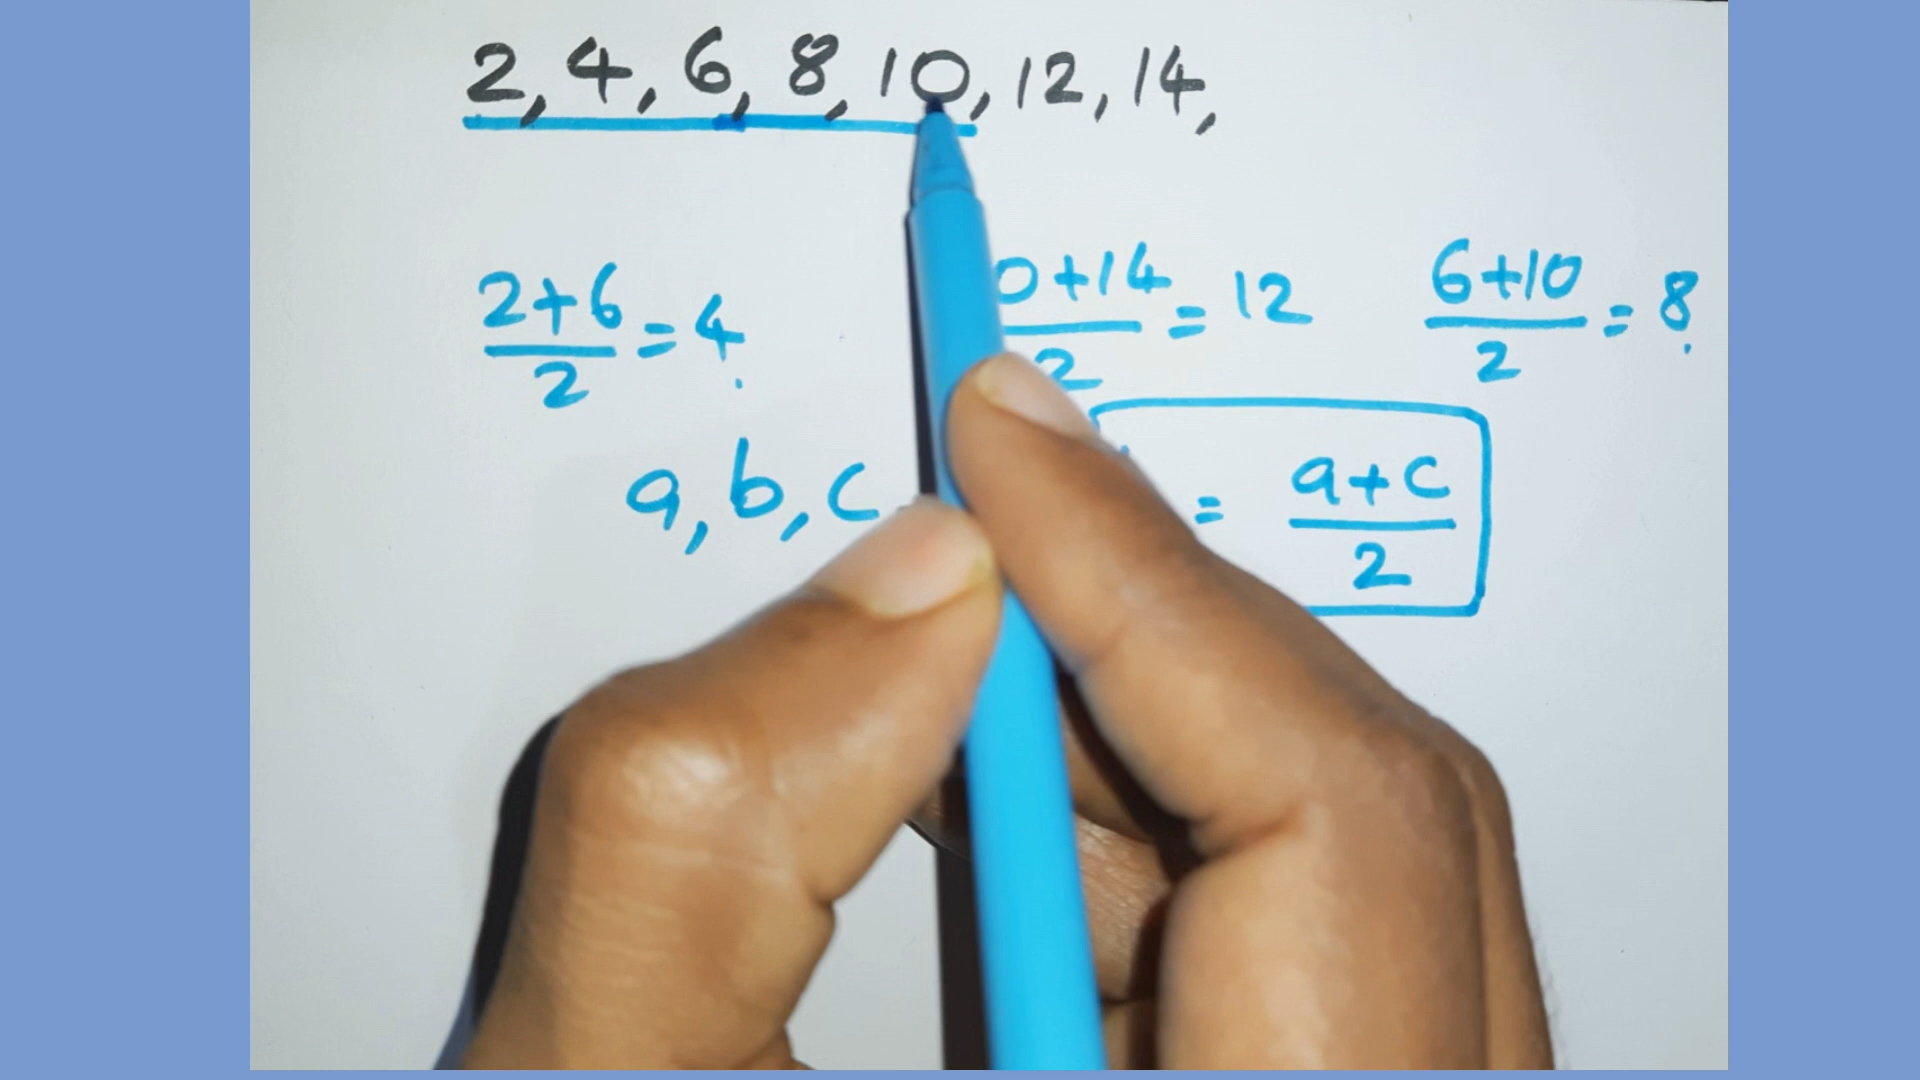 2, 4, 6, 8, 10, 12, 14,
2+6/2 = 4. 0+14/2 = 12 6+10/2 = 8.
a, b, c = a+c/2